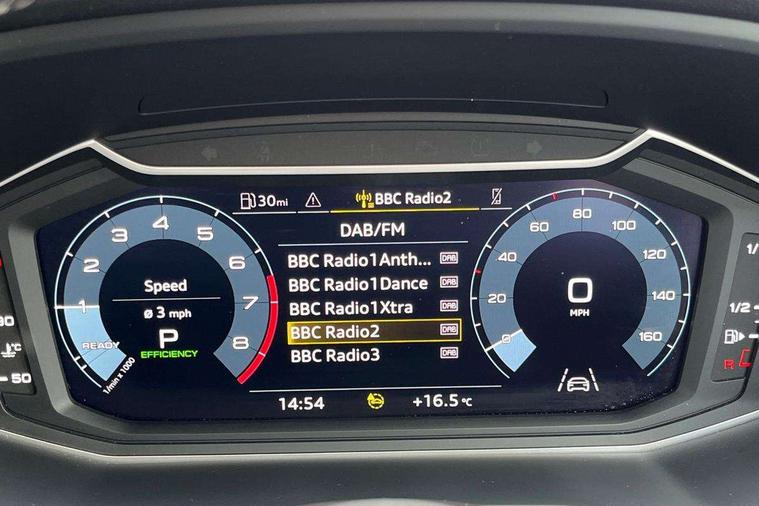 30mi
BBC Radio2
DAB/FM
BBC Radio1Anth... DAB
BBC Radio1Dance DAB
BBC Radio1Xtra DAB
BBC Radio2 DAB
BBC Radio3 DAB
14:54
+16.5 °C
1
2
3
4
5
6
7
8
READY
1/min x 1000
Speed
ø 3 mph
P
EFFICIENCY
0
20
40
60
80
100
120
140
160
0
MPH
90
°C
50
1/2
R